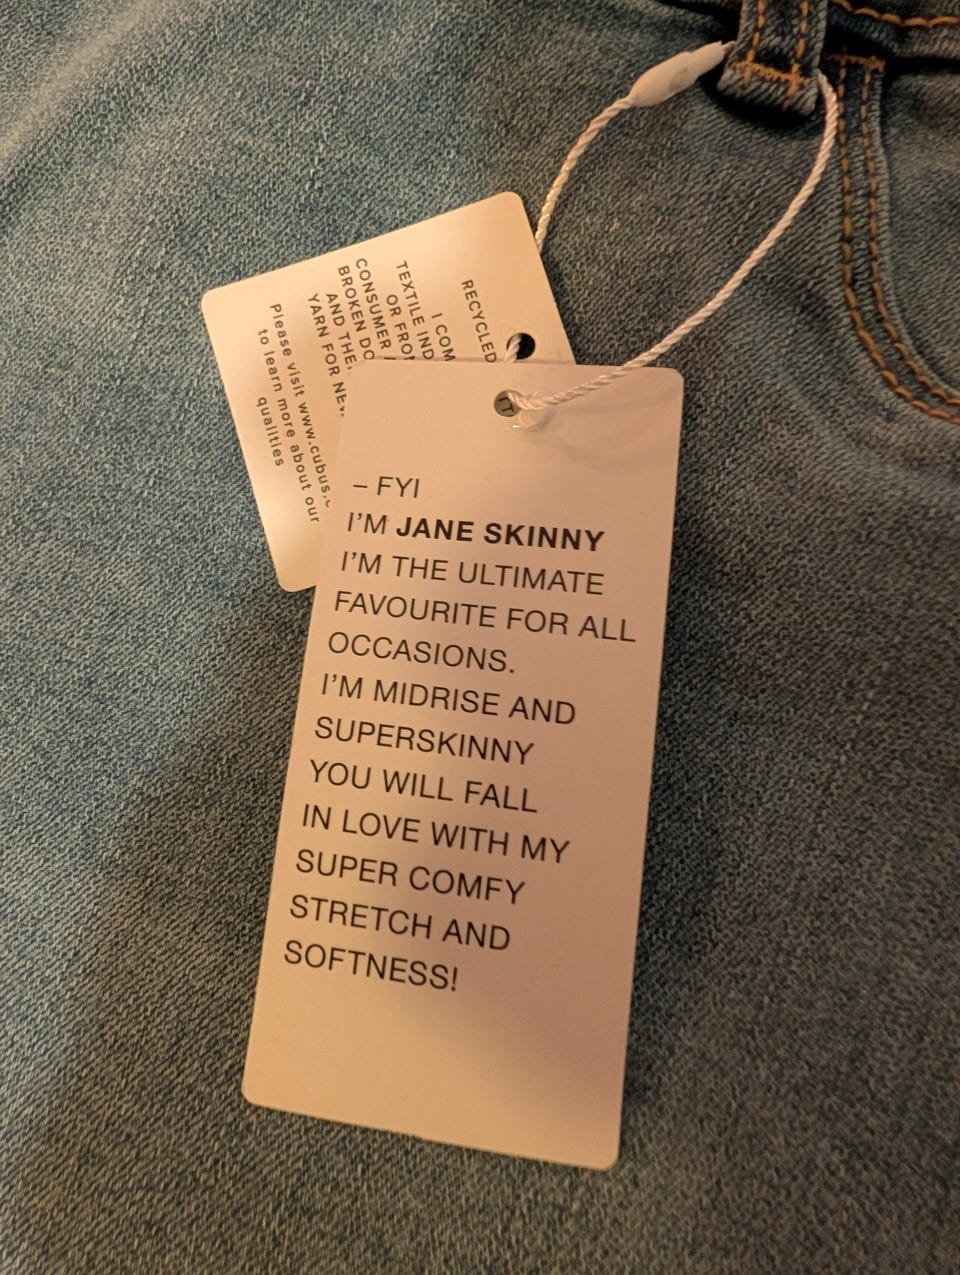 – FYI
I'M JANE SKINNY
I'M THE ULTIMATE
FAVOURITE FOR ALL
OCCASIONS.
I'M MIDRISE AND
SUPERSKINNY
YOU WILL FALL
IN LOVE WITH MY
SUPER COMFY
STRETCH AND
SOFTNESS!
RECYCLED
I COM
TEXTILE IND
OR FROM
CONSUMER
BROKEN DO
AND THE
YARN FOR NEW
Please visit www.cubus.c
to learn more about our
qualities